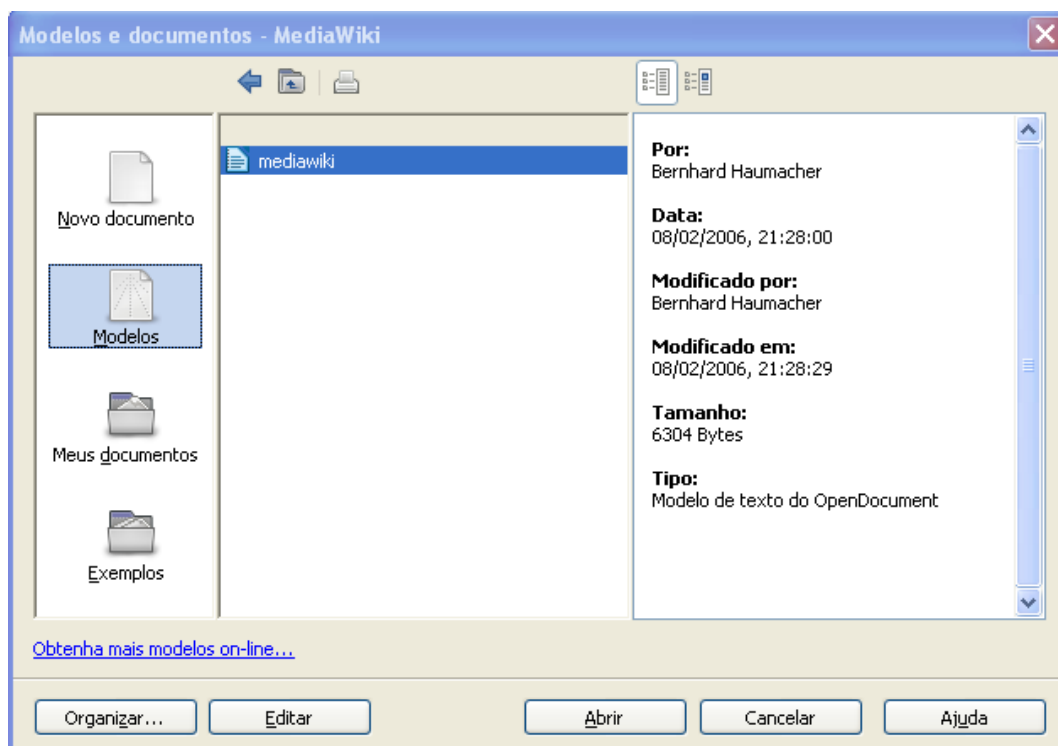 Modelos e documentos - MediaWiki
Novo documento
Modelos
Meus documentos
Exemplos
mediawiki
Por:
Bernhard Haumacher
Data:
08/02/2006, 21:28:00
Modificado por:
Bernhard Haumacher
Modificado em:
08/02/2006, 21:28:29
Tamanho:
6304 Bytes
Tipo:
Modelo de texto do OpenDocument
Obtenha mais modelos on-line...
Organizar...
Editar
Abrir
Cancelar
Ajuda